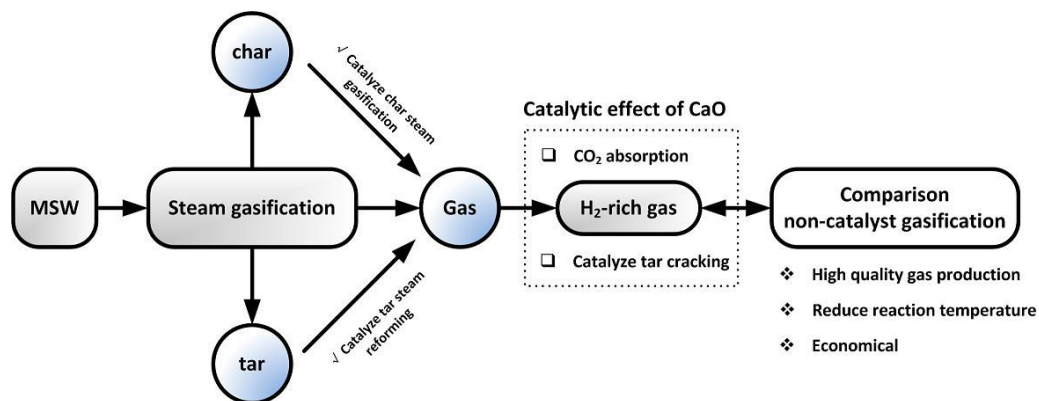 char
√ Catalyze char steam
gasification
Catalytic effect of CaO
❑ CO₂ absorption
MSW
Steam gasification
Gas
H₂-rich gas
Comparison
non-catalyst gasification
❑ Catalyze tar cracking
❖ High quality gas production
❖ Reduce reaction temperature
❖ Economical
√ Catalyze tar steam
reforming
tar